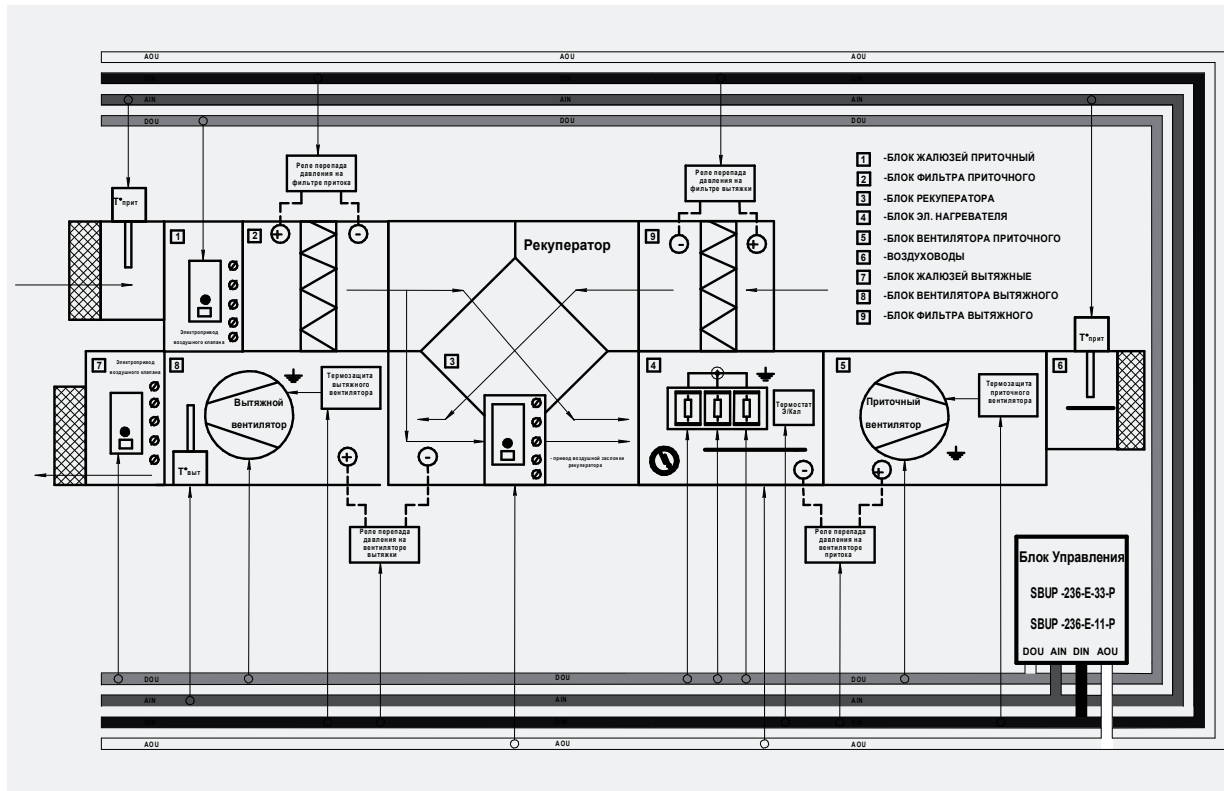 AOU AOU AOU
AIN AIN AIN
DOU DOU DOU
Реле перепада
давления на
фильтре притока
Реле перепада
давления на
фильтре вытяжки
1 -БЛОК ЖАЛЮЗЕЙ ПРИТОЧНЫЙ
2 -БЛОК ФИЛЬТРА ПРИТОЧНОГО
3 -БЛОК РЕКУПЕРАТОРА
4 -БЛОК ЭЛ. НАГРЕВАТЕЛЯ
5 -БЛОК ВЕНТИЛЯТОРА ПРИТОЧНОГО
6 -ВОЗДУХОВОДЫ
7 -БЛОК ЖАЛЮЗЕЙ ВЫТЯЖНЫЕ
8 -БЛОК ВЕНТИЛЯТОРА ВЫТЯЖНОГО
9 -БЛОК ФИЛЬТРА ВЫТЯЖНОГО
T°прит
1
2
+
-
Рекуператор
9
-
+
Электропривод
воздушного клапана
T°прит
7
Электропривод
воздушного клапана
8
Вытяжной
вентилятор
Термозащита
вытяжного
вентилятора
T°выт
+
-
3
- привод воздушной заслонки
рекуператора
4
Термостат
Э/Кал
5
Приточный
вентилятор
Термозащита
приточного
вентилятора
6
-
+
Реле перепада
давления на
вентиляторе
вытяжки
Реле перепада
давления на
вентиляторе
притока
Блок Управления
SBUP -236-E-33-P
SBUP -236-E-11-P
DOU AIN DIN AOU
DOU DOU DOU
AIN AIN AIN
AOU AOU AOU